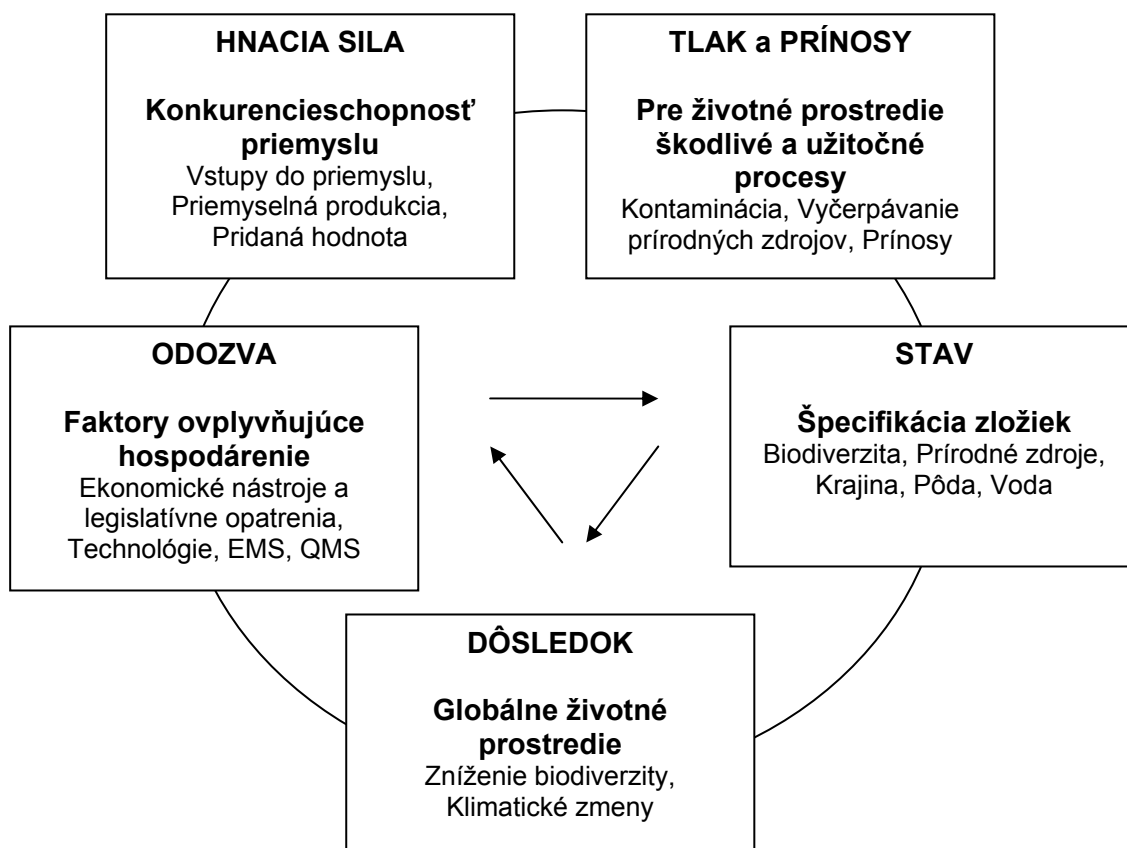 HNACIA SILA
Konkurencieschopnosť
priemyslu
Vstupy do priemyslu,
Priemyselná produkcia,
Pridaná hodnota
TLAK a PRÍNOSY
Pre životné prostredie
škodlivé a užitočné
procesy
Kontaminácia, Vyčerpávanie
prírodných zdrojov, Prínosy
ODOZVA
Faktory ovplyvňujúce
hospodárenie
Ekonomické nástroje a
legislatívne opatrenia,
Technológie, EMS, QMS
STAV
Špecifikácia zložiek
Biodiverzita, Prírodné zdroje,
Krajina, Pôda, Voda
DÔSLEDOK
Globálne životné
prostredie
Zníženie biodiverzity,
Klimatické zmeny